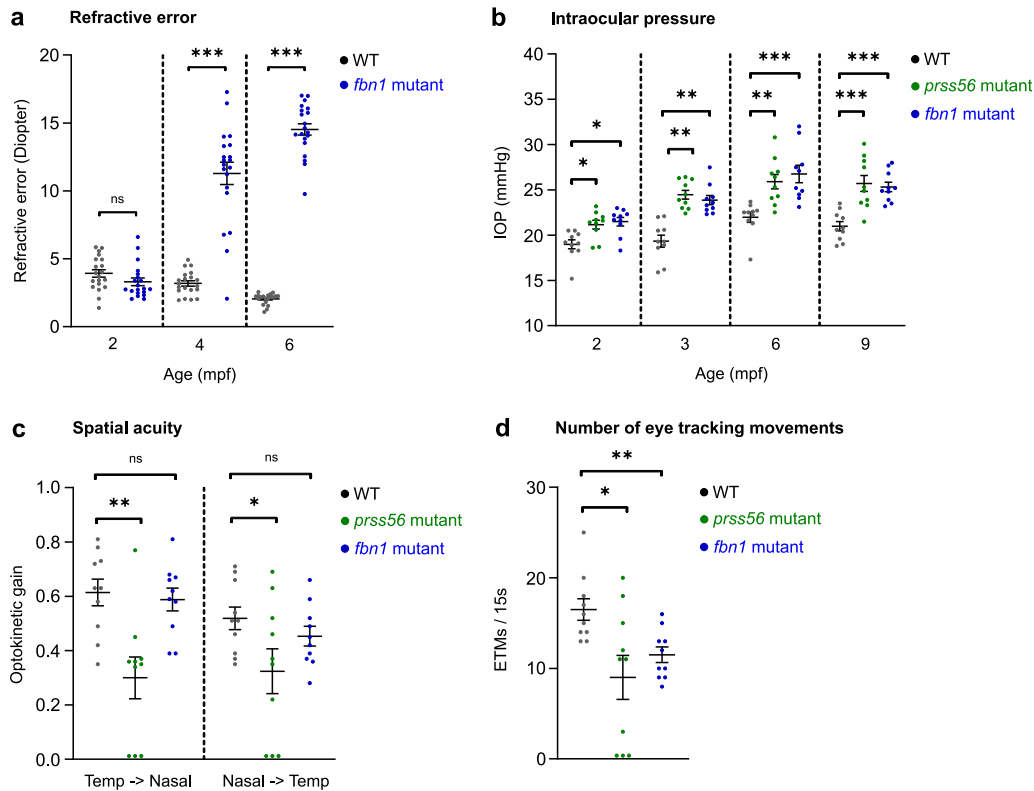 a Refractive error
Refractive error (Diopter)
20
15
10
5
0
ns
***
***
WT
fbn1 mutant
2 4 6
Age (mpf)
b Intraocular pressure
IOP (mmHg)
40
35
30
25
20
15
10
*
*
**
**
***
**
***
***
WT
prss56 mutant
fbn1 mutant
2 3 6 9
Age (mpf)
c Spatial acuity
Optokinetic gain
1.0
0.8
0.6
0.4
0.2
0.0
ns
**
ns
*
WT
prss56 mutant
fbn1 mutant
Temp -> Nasal Nasal -> Temp
d Number of eye tracking movements
ETMs / 15s
30
20
10
0
**
*
WT
prss56 mutant
fbn1 mutant